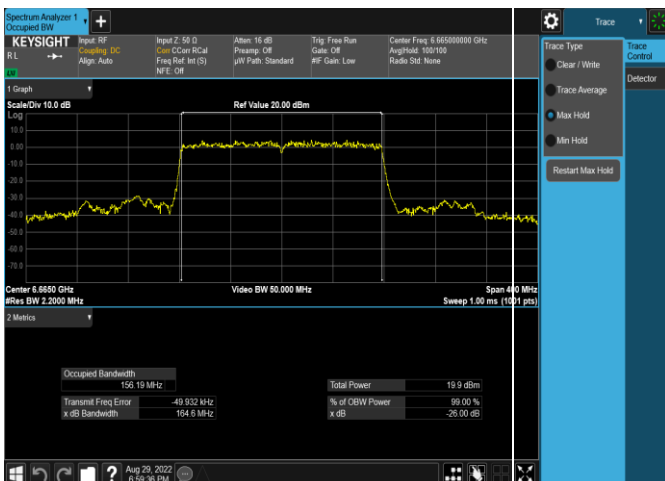 Spectrum Analyzer 1
Occupied BW
+
KEYSIGHT
Input: RF
Input Z: 50 Ω
Atten: 16 dB
Trig: Free Run
Center Freq: 6.665000000 GHz
R L
Coupling: DC
Corr CCorr RCal
Preamp: Off
Gate: Off
Avg|Hold: 100/100
Align: Auto
Freq Ref: Int (S)
µW Path: Standard
#IF Gain: Low
Radio Std: None
NFE: Off
LV
1 Graph
Scale/Div 10.0 dB
Ref Value 20.00 dBm
Log
10.0
0.00
-10.0
-20.0
-30.0
-40.0
-50.0
-60.0
-70.0
Center 6.6650 GHz
Video BW 50.000 MHz
Span 400 MHz
#Res BW 2.2000 MHz
Sweep 1.00 ms (1001 pts)
2 Metrics
Occupied Bandwidth
156.19 MHz
Total Power
19.9 dBm
Transmit Freq Error
-49.932 kHz
% of OBW Power
99.00 %
x dB Bandwidth
164.6 MHz
x dB
-26.00 dB
Aug 29, 2022
6:59:36 PM
Trace
Trace Type
Clear / Write
Trace Average
Max Hold
Min Hold
Restart Max Hold
Trace
Control
Detector